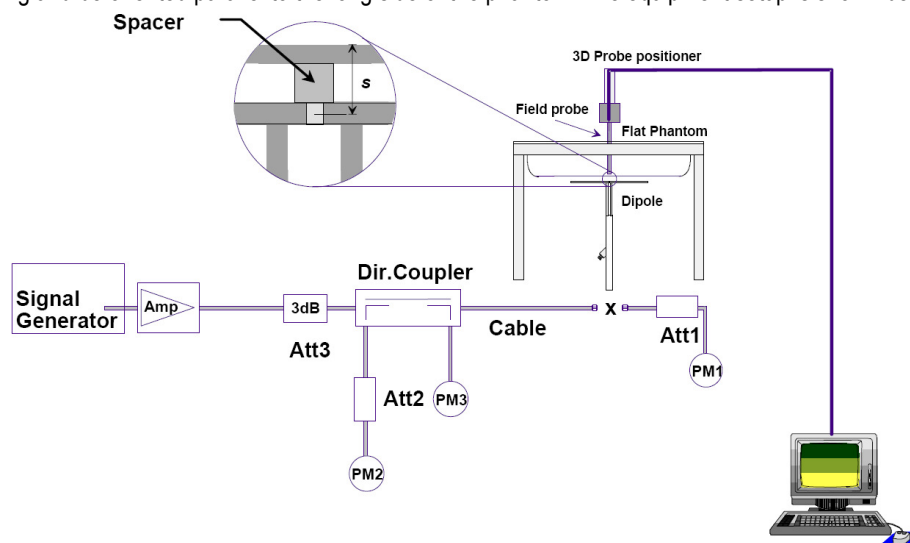 Spacer
s
3D Probe positioner
Field probe
Flat Phantom
Dipole
Signal
Generator
Amp
3dB
Att3
Dir.Coupler
Cable
x
Att1
PM1
Att2
PM3
PM2